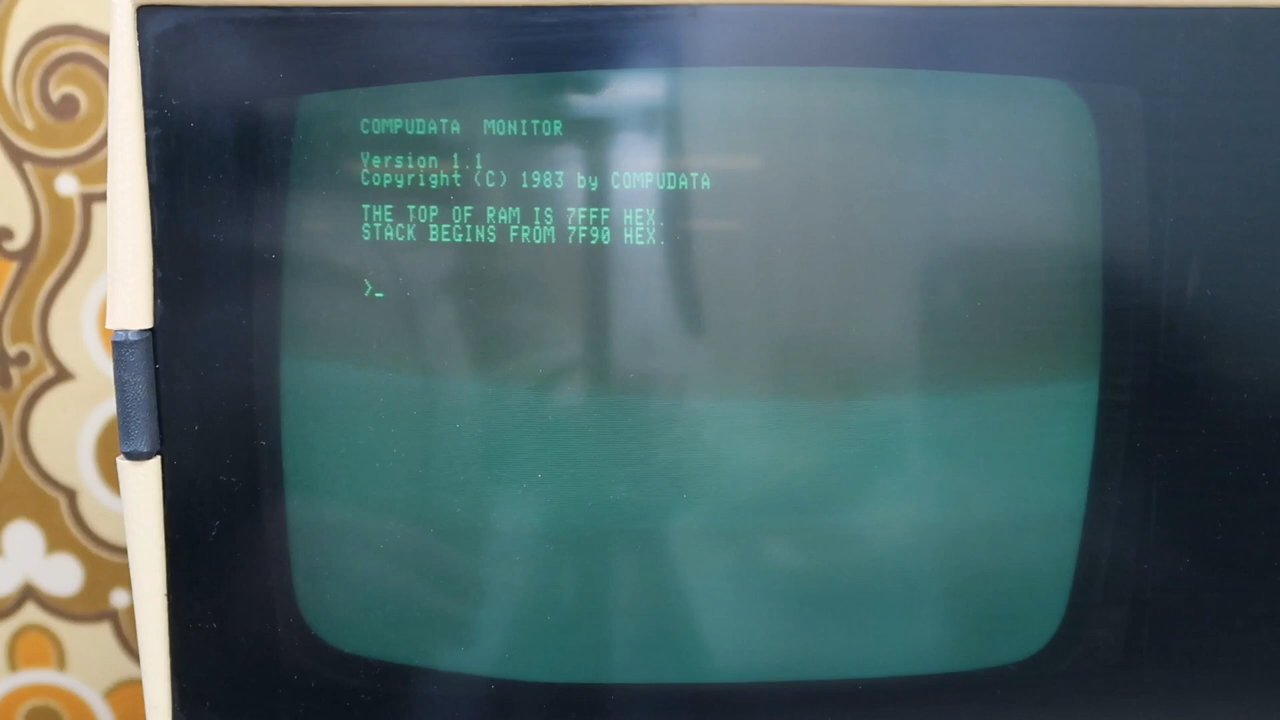 COMPUDATA MONITOR
Version 1.1
Copyright (C) 1983 by COMPUDATA
THE TOP OF RAM IS 7FFF HEX.
STACK BEGINS FROM 7F90 HEX.
>_